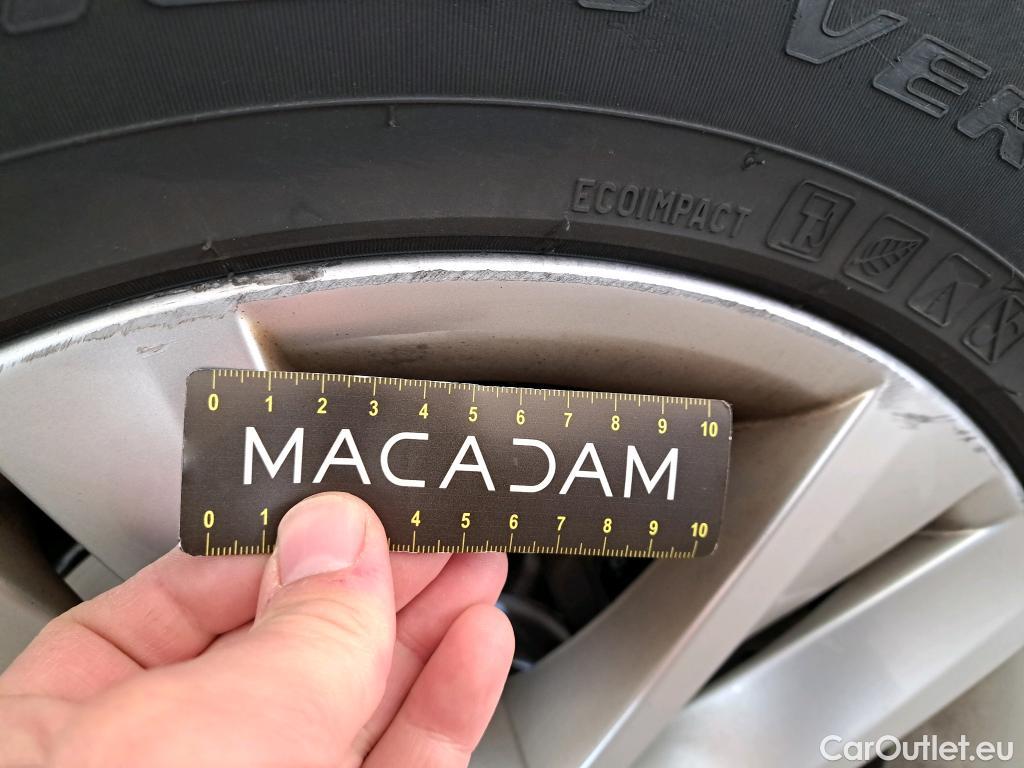 VER
ECOIMPACT
0 1 2 3 4 5 6 7 8 9 10
MACADAM
0 1 4 5 6 7 8 9 10
CarOutlet.eu